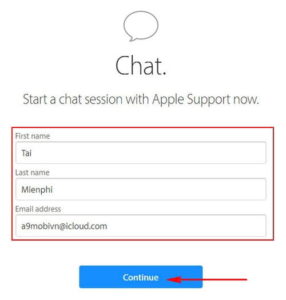 Chat.
Start a chat session with Apple Support now.
First name
Tai
Last name
Mienphi
Email address
a9mobivn@icloud.com
Continue